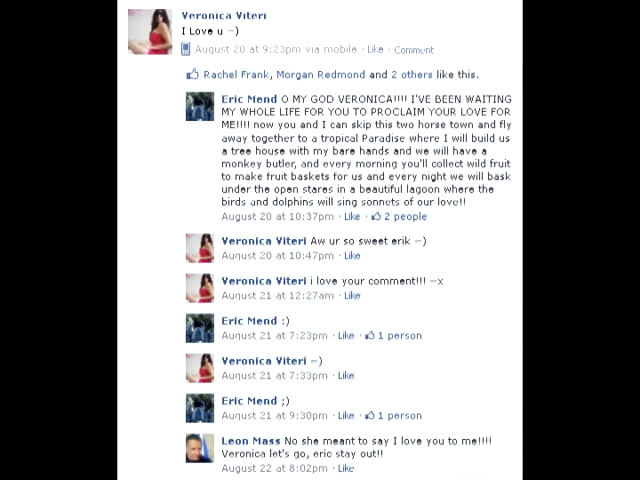 Veronica Viteri
I Love u =)
August 20 at 9:23pm via mobile · Like · Comment
Rachel Frank, Morgan Redmond and 2 others like this.
Eric Mend O MY GOD VERONICA!!!! I'VE BEEN WAITING
MY WHOLE LIFE FOR YOU TO PROCLAIM YOUR LOVE FOR
ME!!!! now you and I can skip this two horse town and fly
away together to a tropical Paradise where I will build us
a tree house with my bare hands and we will have a
monkey butler, and every morning you'll collect wild fruit
to make fruit baskets for us and every night we will bask
under the open stares in a beautiful lagoon where the
birds and dolphins will sing sonnets of our love!!
August 20 at 10:37pm · Like · 2 people
Veronica Viteri Aw ur so sweet erik =)
August 20 at 10:47pm · Like
Veronica Viteri i love your comment!!! =x
August 21 at 12:27am · Like
Eric Mend :)
August 21 at 7:23pm · Like · 1 person
Veronica Viteri =)
August 21 at 7:33pm · Like
Eric Mend ;)
August 21 at 9:30pm · Like · 1 person
Leon Mass No she meant to say I love you to me!!!!
Veronica let's go, eric stay out!!
August 22 at 8:02pm · Like